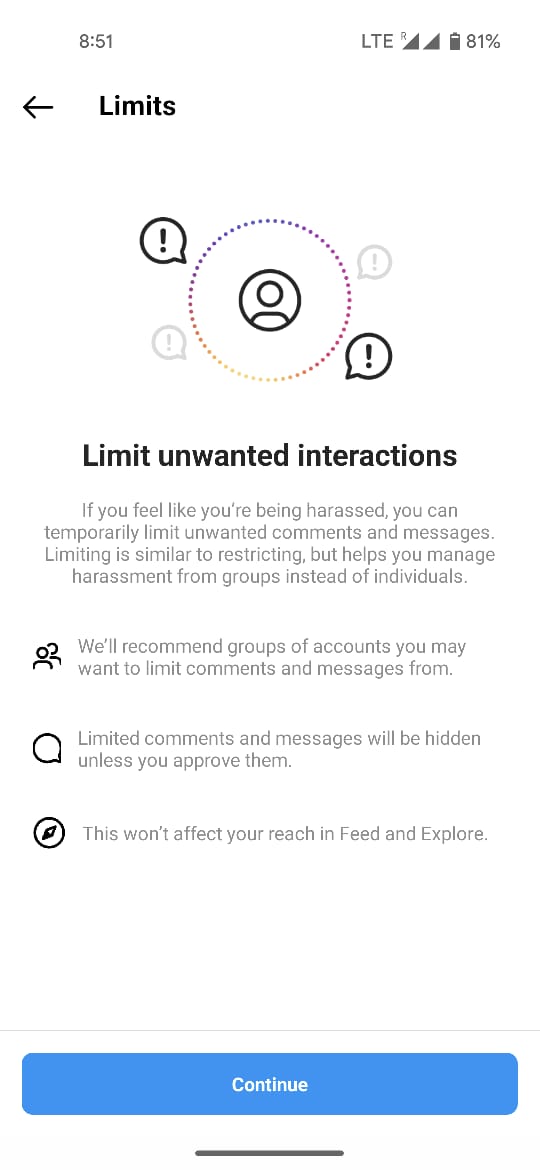 8:51
LTE R 81%
Limits
Limit unwanted interactions
If you feel like you're being harassed, you can
temporarily limit unwanted comments and messages.
Limiting is similar to restricting, but helps you manage
harassment from groups instead of individuals.
We'll recommend groups of accounts you may
want to limit comments and messages from.
Limited comments and messages will be hidden
unless you approve them.
This won't affect your reach in Feed and Explore.
Continue